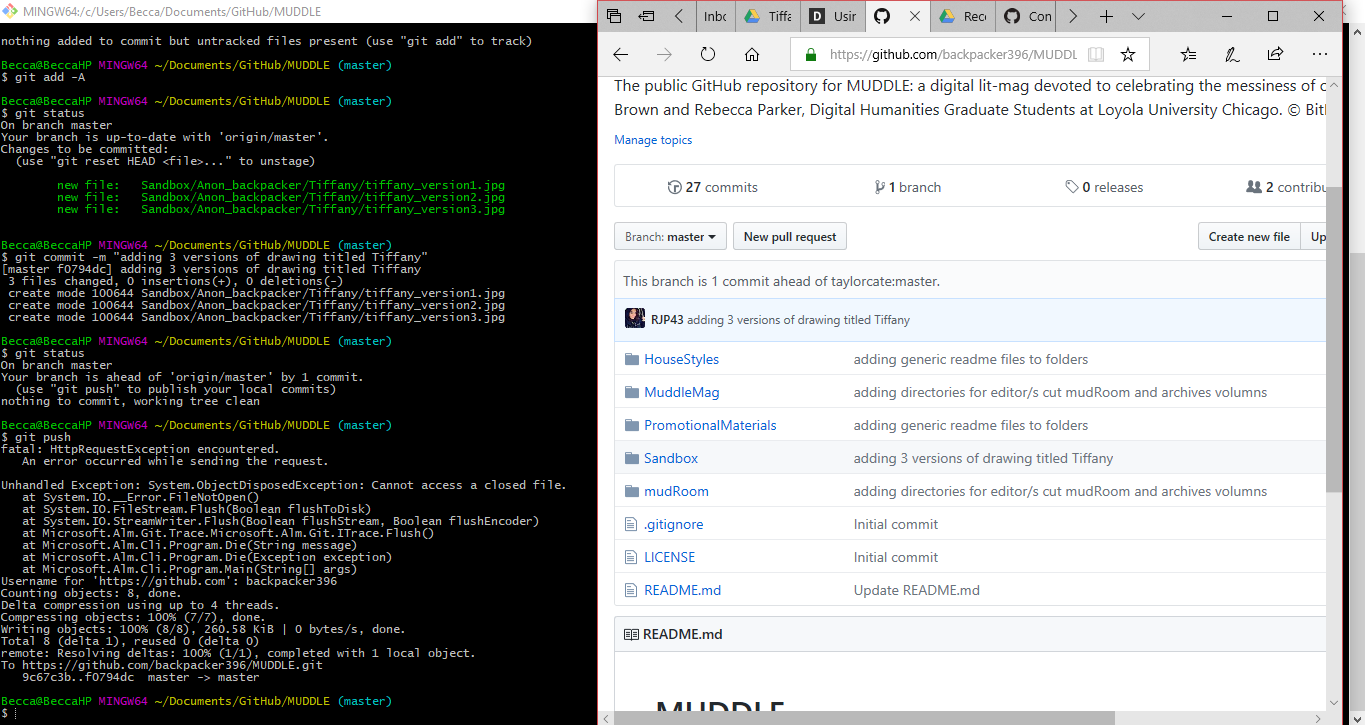 MINGW64:/c/Users/Becca/Documents/GitHub/MUDDLE
nothing added to commit but untracked files present (use "git add" to track)
Becca@BeccaHP MINGW64 ~/Documents/GitHub/MUDDLE (master)
$ git add -A
Becca@BeccaHP MINGW64 ~/Documents/GitHub/MUDDLE (master)
$ git status
On branch master
Your branch is up-to-date with 'origin/master'.
Changes to be committed:
  (use "git reset HEAD <file>..." to unstage)
        new file:   Sandbox/Anon_backpacker/Tiffany/tiffany_version1.jpg
        new file:   Sandbox/Anon_backpacker/Tiffany/tiffany_version2.jpg
        new file:   Sandbox/Anon_backpacker/Tiffany/tiffany_version3.jpg
Becca@BeccaHP MINGW64 ~/Documents/GitHub/MUDDLE (master)
$ git commit -m "adding 3 versions of drawing titled Tiffany"
[master f0794dc] adding 3 versions of drawing titled Tiffany
 3 files changed, 0 insertions(+), 0 deletions(-)
 create mode 100644 Sandbox/Anon_backpacker/Tiffany/tiffany_version1.jpg
 create mode 100644 Sandbox/Anon_backpacker/Tiffany/tiffany_version2.jpg
 create mode 100644 Sandbox/Anon_backpacker/Tiffany/tiffany_version3.jpg
Becca@BeccaHP MINGW64 ~/Documents/GitHub/MUDDLE (master)
$ git status
On branch master
Your branch is ahead of 'origin/master' by 1 commit.
  (use "git push" to publish your local commits)
nothing to commit, working tree clean
Becca@BeccaHP MINGW64 ~/Documents/GitHub/MUDDLE (master)
$ git push
fatal: HttpRequestException encountered.
   An error occurred while sending the request.
Unhandled Exception: System.ObjectDisposedException: Cannot access a closed file.
   at System.IO.__Error.FileNotOpen()
   at System.IO.FileStream.Flush(Boolean flushToDisk)
   at System.IO.StreamWriter.Flush(Boolean flushStream, Boolean flushEncoder)
   at Microsoft.Alm.Git.Trace.Microsoft.Alm.Git.ITrace.Flush()
   at Microsoft.Alm.Cli.Program.Die(String message)
   at Microsoft.Alm.Cli.Program.Die(Exception exception)
   at Microsoft.Alm.Cli.Program.Main(String[] args)
Username for 'https://github.com': backpacker396
Counting objects: 8, done.
Delta compression using up to 4 threads.
Compressing objects: 100% (7/7), done.
Writing objects: 100% (8/8), 260.58 KiB | 0 bytes/s, done.
Total 8 (delta 1), reused 0 (delta 0)
remote: Resolving deltas: 100% (1/1), completed with 1 local object.
To https://github.com/backpacker396/MUDDLE.git
   9c67c3b..f0794dc  master -> master
Becca@BeccaHP MINGW64 ~/Documents/GitHub/MUDDLE (master)
$
Inbo Tiffa D Usir Rec Con
https://github.com/backpacker396/MUDDL
The public GitHub repository for MUDDLE: a digital lit-mag devoted to celebrating the messiness of c
Brown and Rebecca Parker, Digital Humanities Graduate Students at Loyola University Chicago. © Bitl
Manage topics
27 commits 1 branch 0 releases 2 contribu
Branch: master New pull request Create new file Up
This branch is 1 commit ahead of taylorcate:master.
RJP43 adding 3 versions of drawing titled Tiffany
HouseStyles adding generic readme files to folders
MuddleMag adding directories for editor/s cut mudRoom and archives volumns
PromotionalMaterials adding generic readme files to folders
Sandbox adding 3 versions of drawing titled Tiffany
mudRoom adding directories for editor/s cut mudRoom and archives volumns
.gitignore Initial commit
LICENSE Initial commit
README.md Update README.md
README.md
MUDDLE